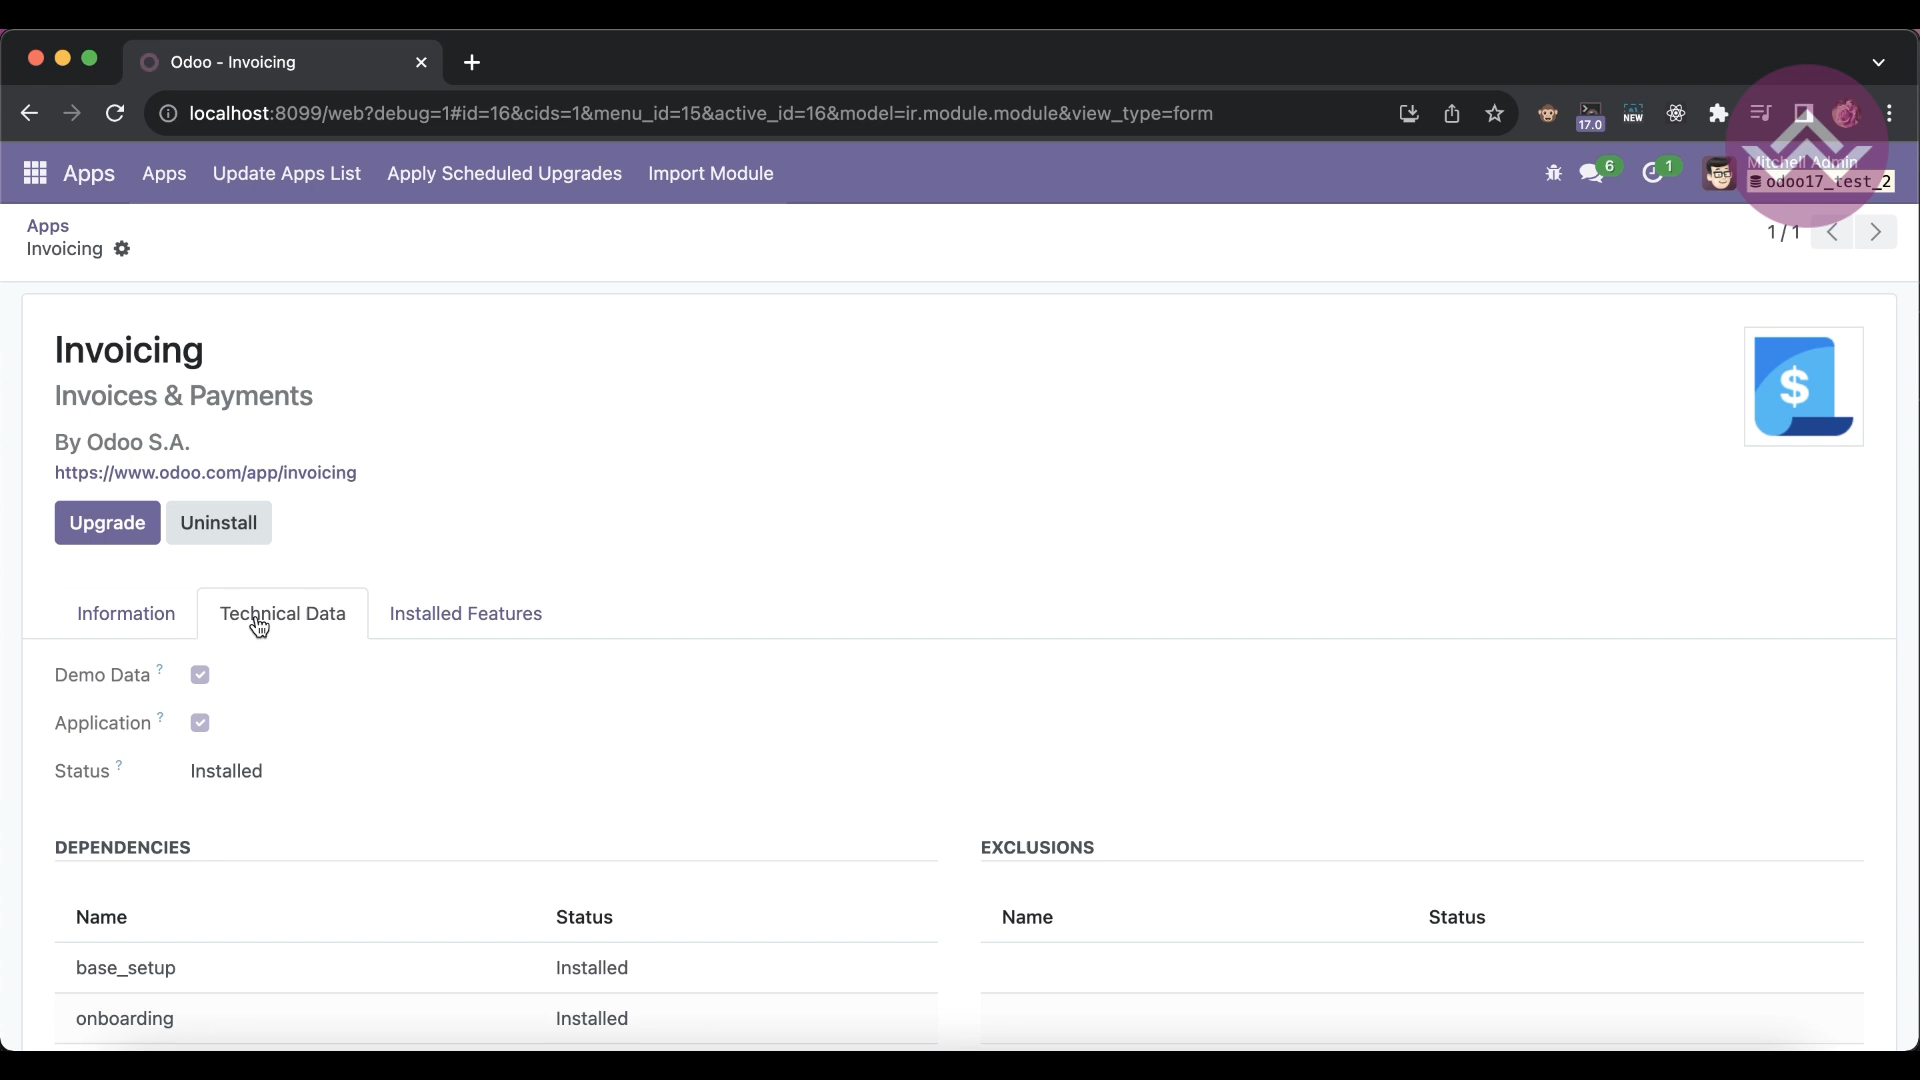 Odoo - Invoicing
localhost:8099/web?debug=1#id=16&cids=1&menu_id=15&active_id=16&model=ir.module.module&view_type=form
17.0
NEW
Apps
Apps
Update Apps List
Apply Scheduled Upgrades
Import Module
6
1
Mitchell Admin
odoo17_test_2
Apps
Invoicing
1 / 1
Invoicing
Invoices & Payments
By Odoo S.A.
https://www.odoo.com/app/invoicing
$
Upgrade
Uninstall
Information
Technical Data
Installed Features
Demo Data ?
Application ?
Status ?
Installed
DEPENDENCIES
EXCLUSIONS
Name
Status
Name
Status
base_setup
Installed
onboarding
Installed